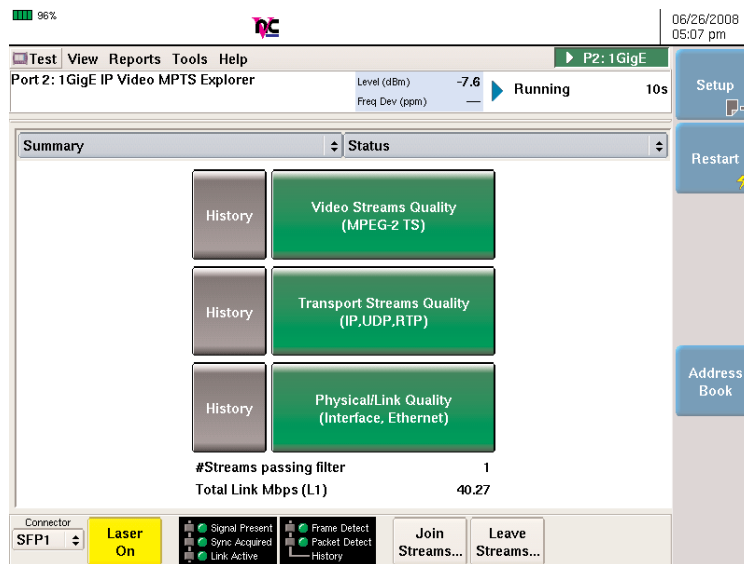 96%
06/26/2008
05:07 pm
Test View Reports Tools Help
P2: 1GigE
Port 2: 1GigE IP Video MPTS Explorer
Level (dBm) -7.6
Freq Dev (ppm) —
Running 10s
Setup
Restart
Summary
Status
History
Video Streams Quality
(MPEG-2 TS)
History
Transport Streams Quality
(IP,UDP,RTP)
History
Physical/Link Quality
(Interface, Ethernet)
Address
Book
#Streams passing filter 1
Total Link Mbps (L1) 40.27
Connector
SFP1
Laser
On
Signal Present
Sync Acquired
Link Active
Frame Detect
Packet Detect
History
Join
Streams...
Leave
Streams...